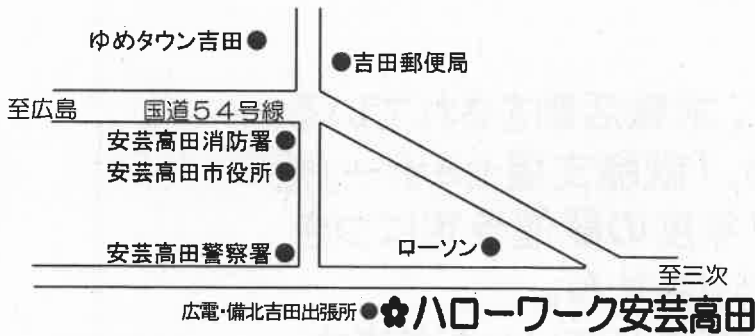 ゆめタウン吉田
吉田郵便局
至広島
国道54号線
安芸高田消防署
安芸高田市役所
安芸高田警察署
ローソン
至三次
広電・備北吉田出張所
ハローワーク安芸高田